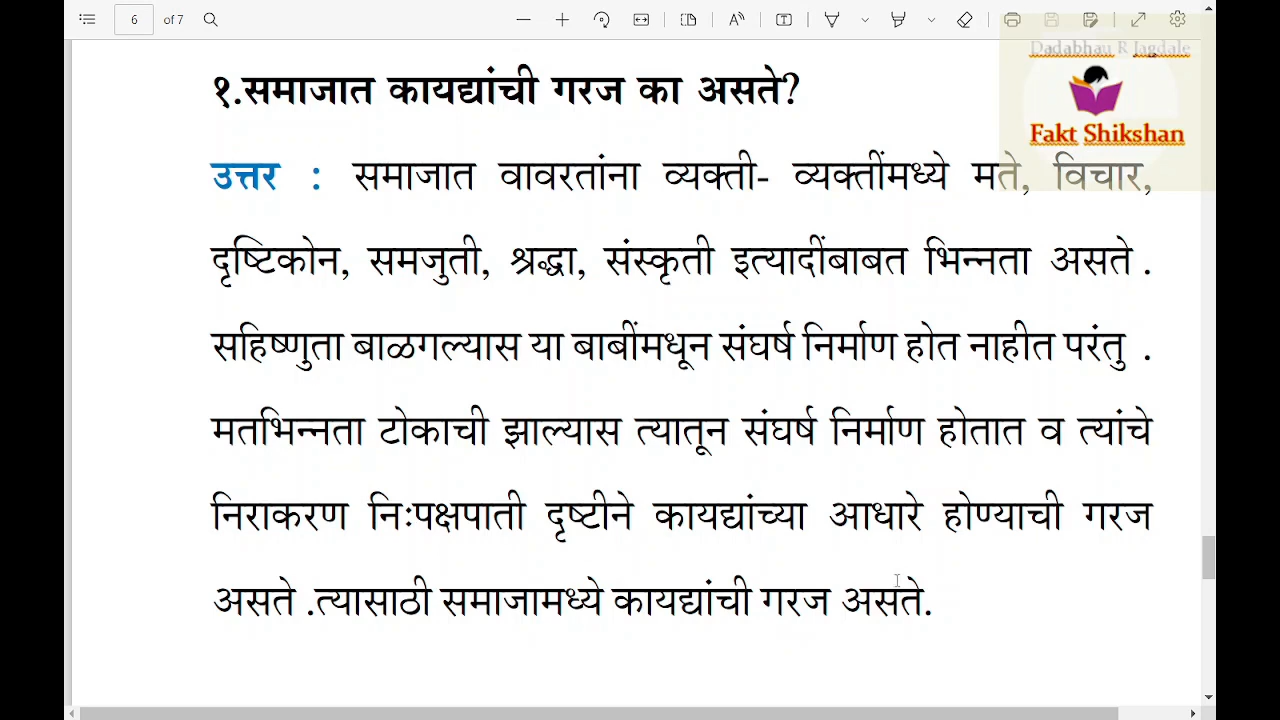 6 of 7
Dadabhau R Jagdale
Fakt Shikshan
१.समाजात कायद्यांची गरज का असते?
उत्तर : समाजात वावरतांना व्यक्ती- व्यक्तींमध्ये मते, विचार,
दृष्टिकोन, समजुती, श्रद्धा, संस्कृती इत्यादींबाबत भिन्नता असते .
सहिष्णुता बाळगल्यास या बाबींमधून संघर्ष निर्माण होत नाहीत परंतु .
मतभिन्नता टोकाची झाल्यास त्यातून संघर्ष निर्माण होतात व त्यांचे
निराकरण निःपक्षपाती दृष्टीने कायद्यांच्या आधारे होण्याची गरज
असते .त्यासाठी समाजामध्ये कायद्यांची गरज असते.